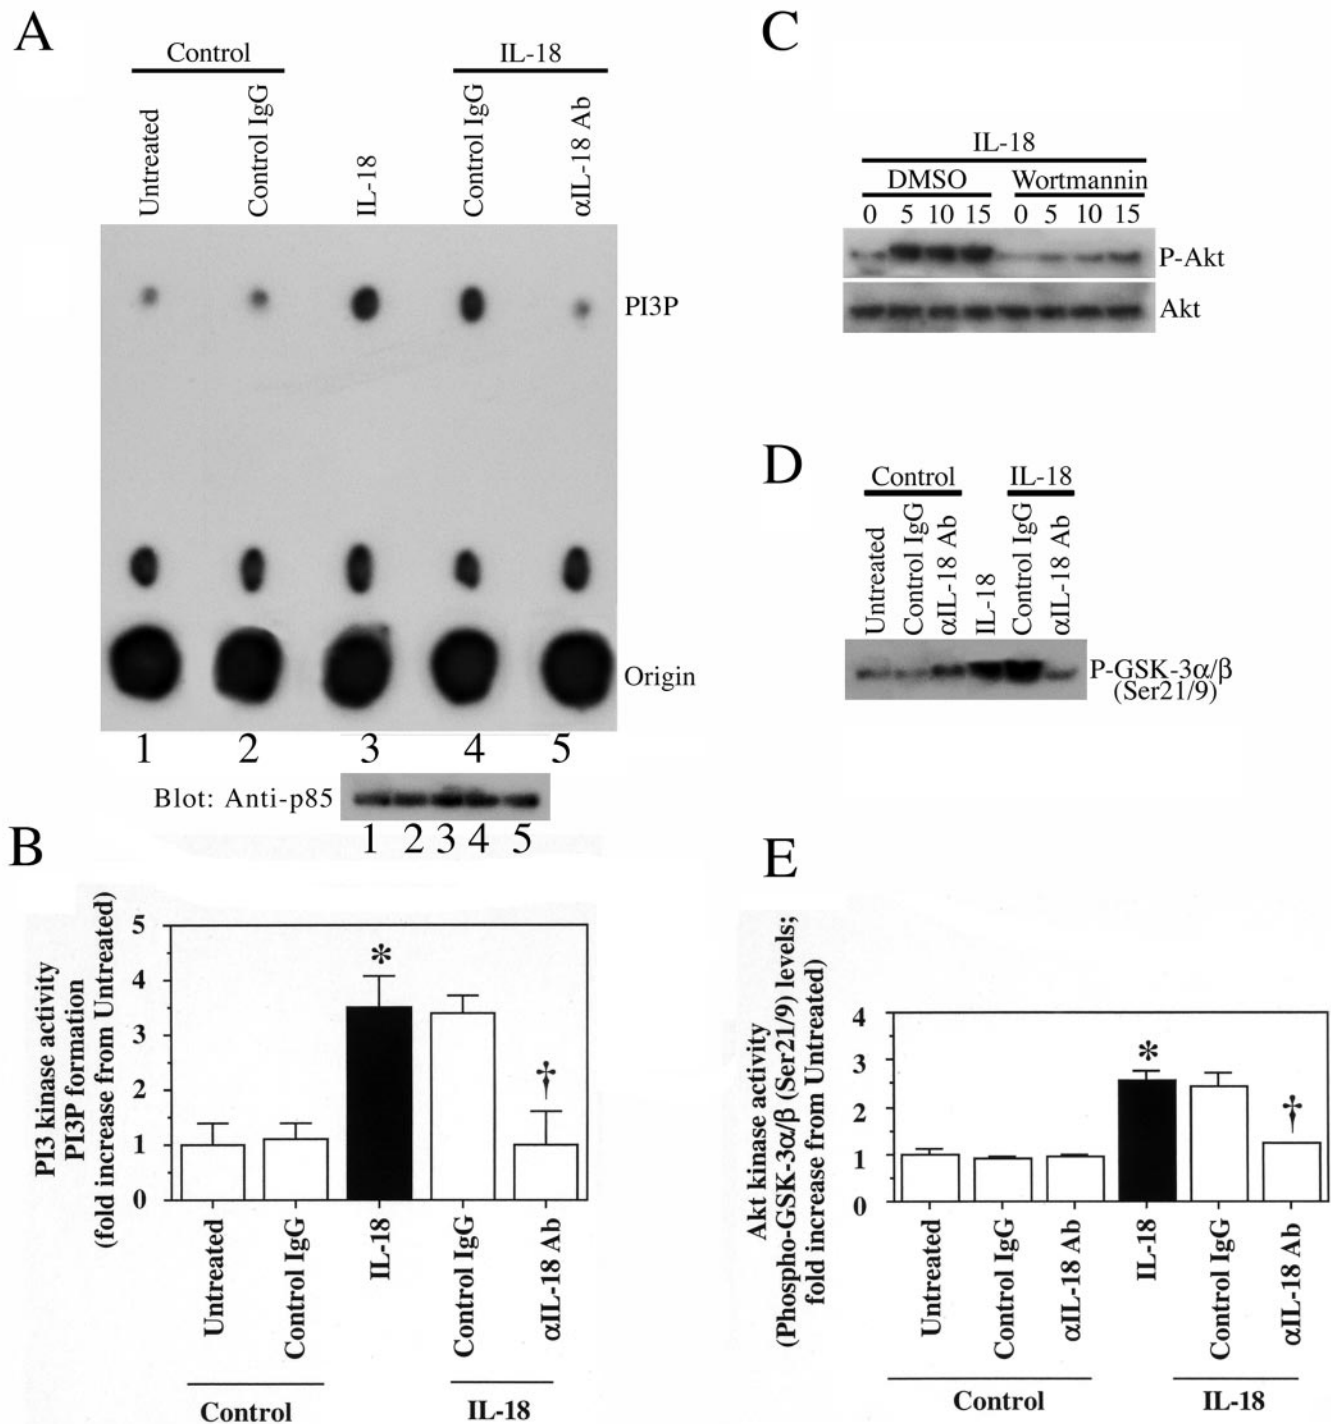 A
Control
IL-18
Untreated
Control IgG
IL-18
Control IgG
αIL-18 Ab
PI3P
Origin
1 2 3 4 5
Blot: Anti-p85
1 2 3 4 5
B
PI3 kinase activity
PI3P formation
(fold increase from Untreated)
5
4
3
2
1
0
*
†
Untreated
Control IgG
IL-18
Control IgG
αIL-18 Ab
Control
IL-18
C
IL-18
DMSO Wortmannin
0 5 10 15 0 5 10 15
P-Akt
Akt
D
Control IL-18
Untreated
Control IgG
αIL-18 Ab
IL-18
Control IgG
αIL-18 Ab
P-GSK-3α/β
(Ser21/9)
E
Akt kinase activity
(Phospho-GSK-3α/β (Ser21/9) levels;
fold increase from Untreated)
4
3
2
1
0
*
†
Untreated
Control IgG
αIL-18 Ab
IL-18
Control IgG
αIL-18 Ab
Control
IL-18